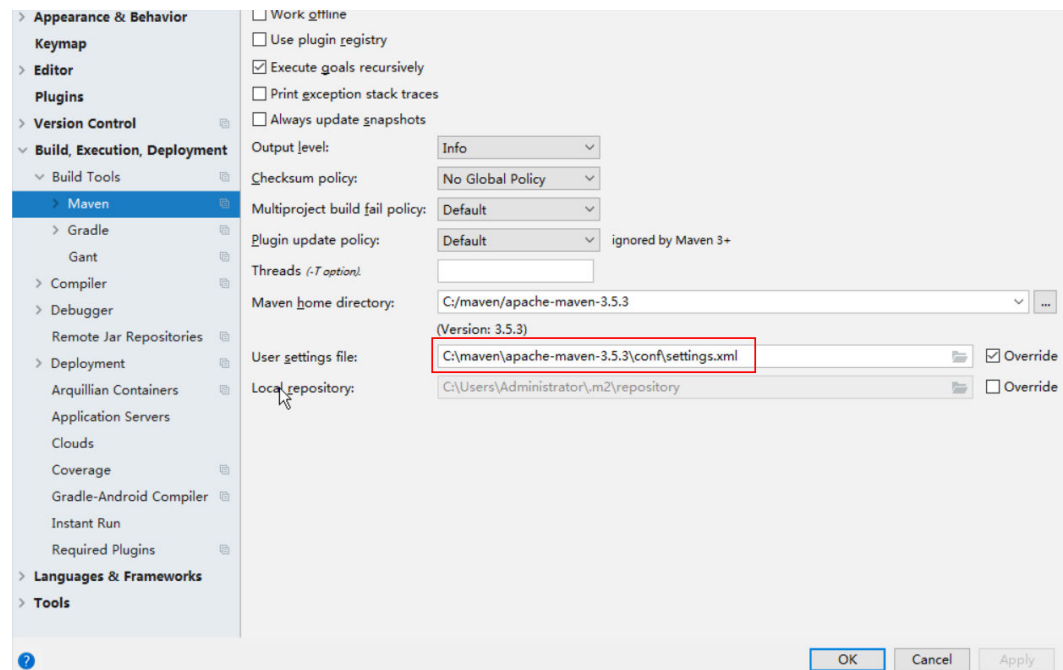 Appearance & Behavior
Keymap
Editor
Plugins
Version Control
Build, Execution, Deployment
Build Tools
Maven
Gradle
Gant
Compiler
Debugger
Remote Jar Repositories
Deployment
Arquillian Containers
Application Servers
Clouds
Coverage
Gradle-Android Compiler
Instant Run
Required Plugins
Languages & Frameworks
Tools
Work offline
Use plugin registry
Execute goals recursively
Print exception stack traces
Always update snapshots
Output level: Info
Checksum policy: No Global Policy
Multiproject build fail policy: Default
Plugin update policy: Default ignored by Maven 3+
Threads (-T option).
Maven home directory: C:/maven/apache-maven-3.5.3 ...
(Version: 3.5.3)
User settings file: C:\maven\apache-maven-3.5.3\conf\settings.xml Override
Local repository: C:\Users\Administrator\.m2\repository Override
? OK Cancel Apply